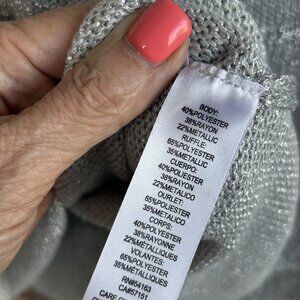 BODY:
40%POLYESTER
38%RAYON
22%METALLIC
RUFFLE:
65%POLYESTER
35%METALLIC
CUERPO:
40%POLIESTER
38%RAYON
22%METALICO
OURLET:
65%POLIESTER
35%METALICO
CORPS:
40%POLYESTER
38%RAYONNE
22%METALLIQUES
VOLANTES:
65%POLYESTER
35%METALLIQUES
RN#54163
CA#57151
CARE